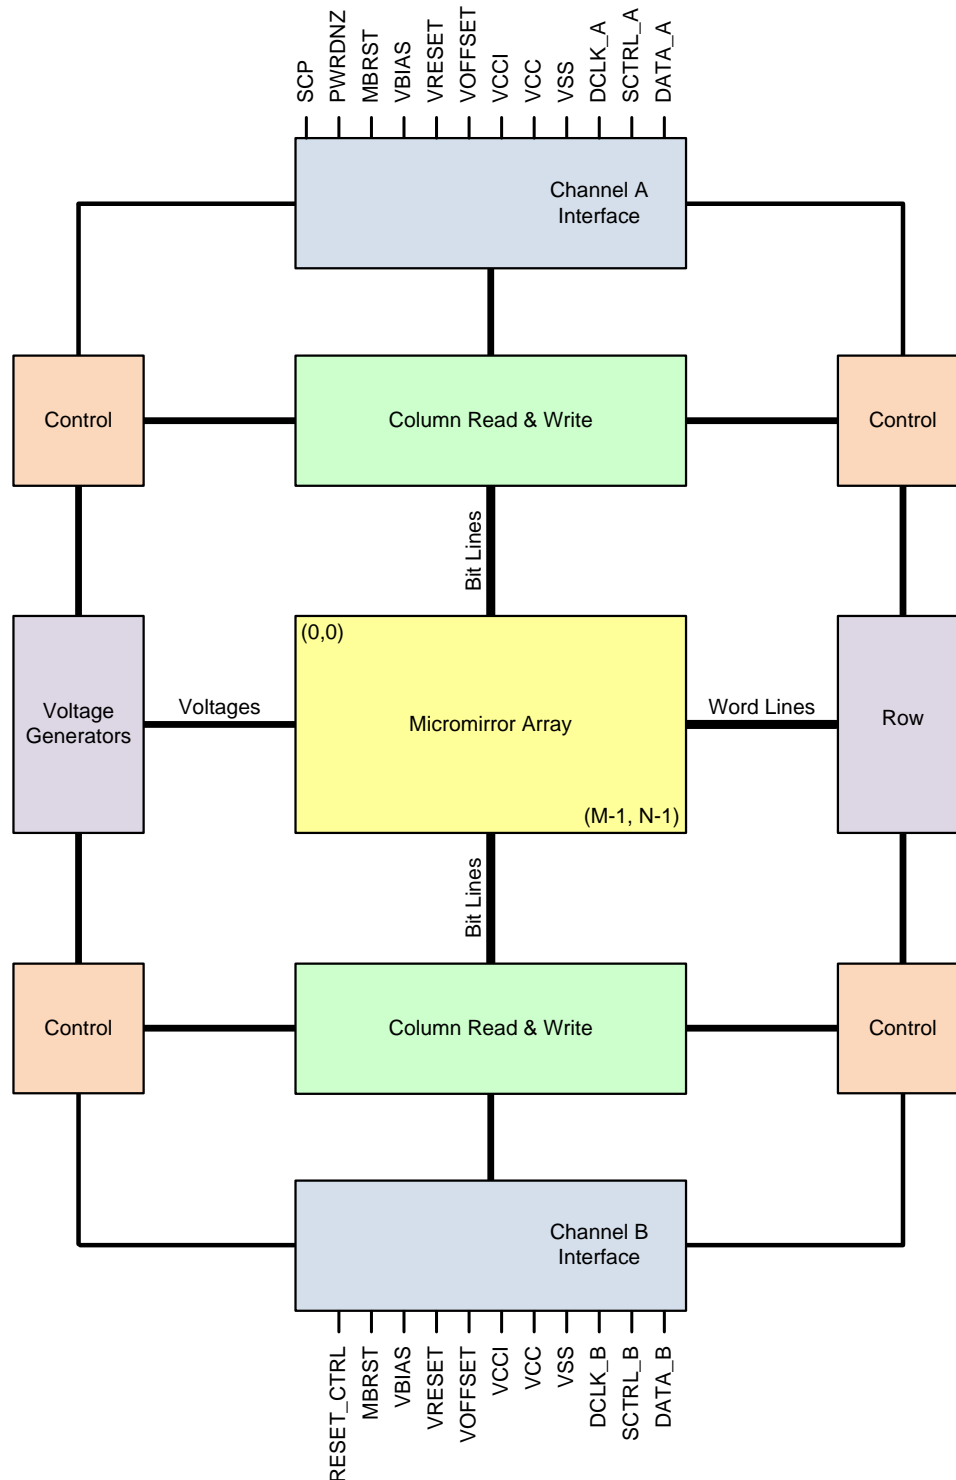 SCP
PWRDNZ
MBRST
VBIAS
VRESET
VOFFSET
VCCI
VCC
VSS
DCLK_A
SCTRL_A
DATA_A
Channel A
Interface
Control
Column Read & Write
Control
Bit Lines
(0,0)
Voltage
Generators
Voltages
Micromirror Array
Word Lines
Row
(M-1, N-1)
Bit Lines
Control
Column Read & Write
Control
Channel B
Interface
RESET_CTRL
MBRST
VBIAS
VRESET
VOFFSET
VCCI
VCC
VSS
DCLK_B
SCTRL_B
DATA_B